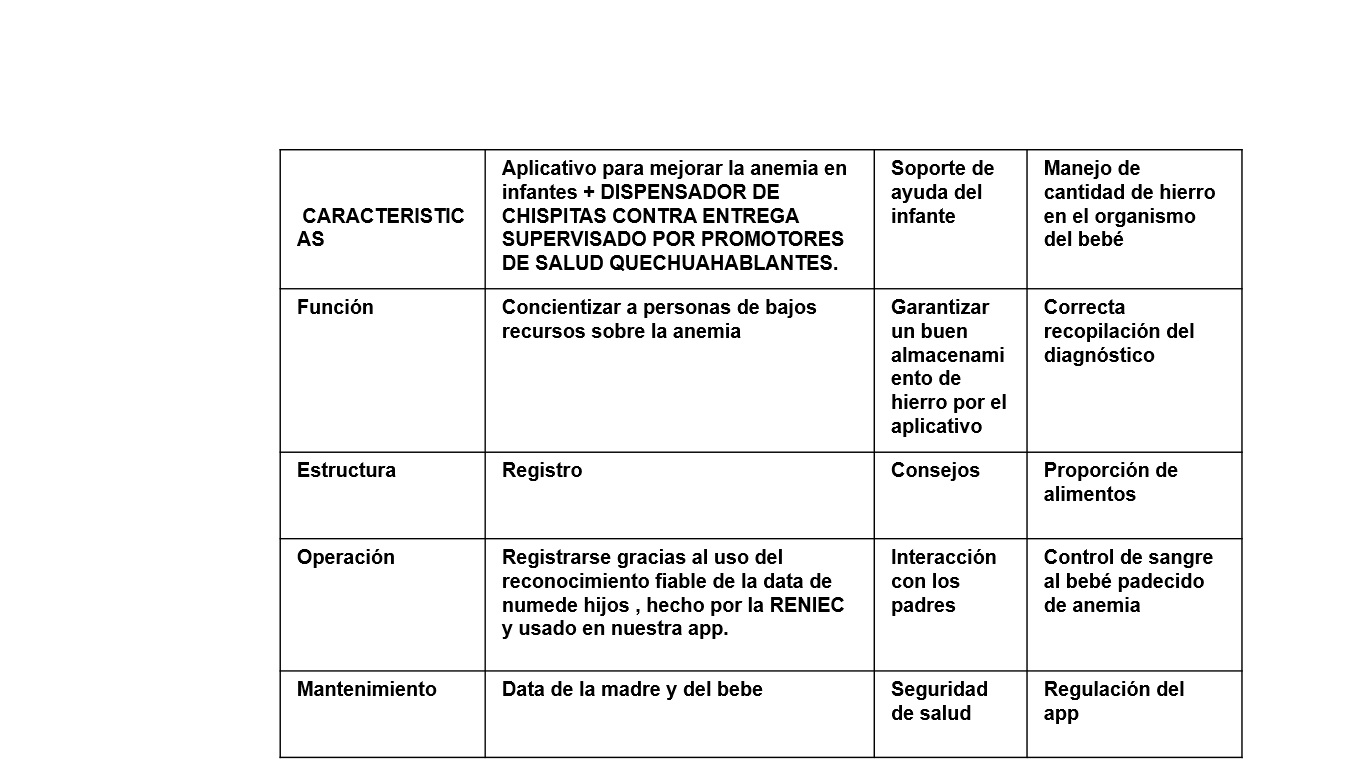 CARACTERISTIC
AS
Aplicativo para mejorar la anemia en
infantes + DISPENSADOR DE
CHISPITAS CONTRA ENTREGA
SUPERVISADO POR PROMOTORES
DE SALUD QUECHUAHABLANTES.
Soporte de
ayuda del
infante
Manejo de
cantidad de hierro
en el organismo
del bebé
Función
Concientizar a personas de bajos
recursos sobre la anemia
Garantizar
un buen
almacenami
ento de
hierro por el
aplicativo
Correcta
recopilación del
diagnóstico
Estructura
Registro
Consejos
Proporción de
alimentos
Operación
Registrarse gracias al uso del
reconocimiento fiable de la data de
numede hijos , hecho por la RENIEC
y usado en nuestra app.
Interacción
con los
padres
Control de sangre
al bebé padecido
de anemia
Mantenimiento
Data de la madre y del bebe
Seguridad
de salud
Regulación del
app